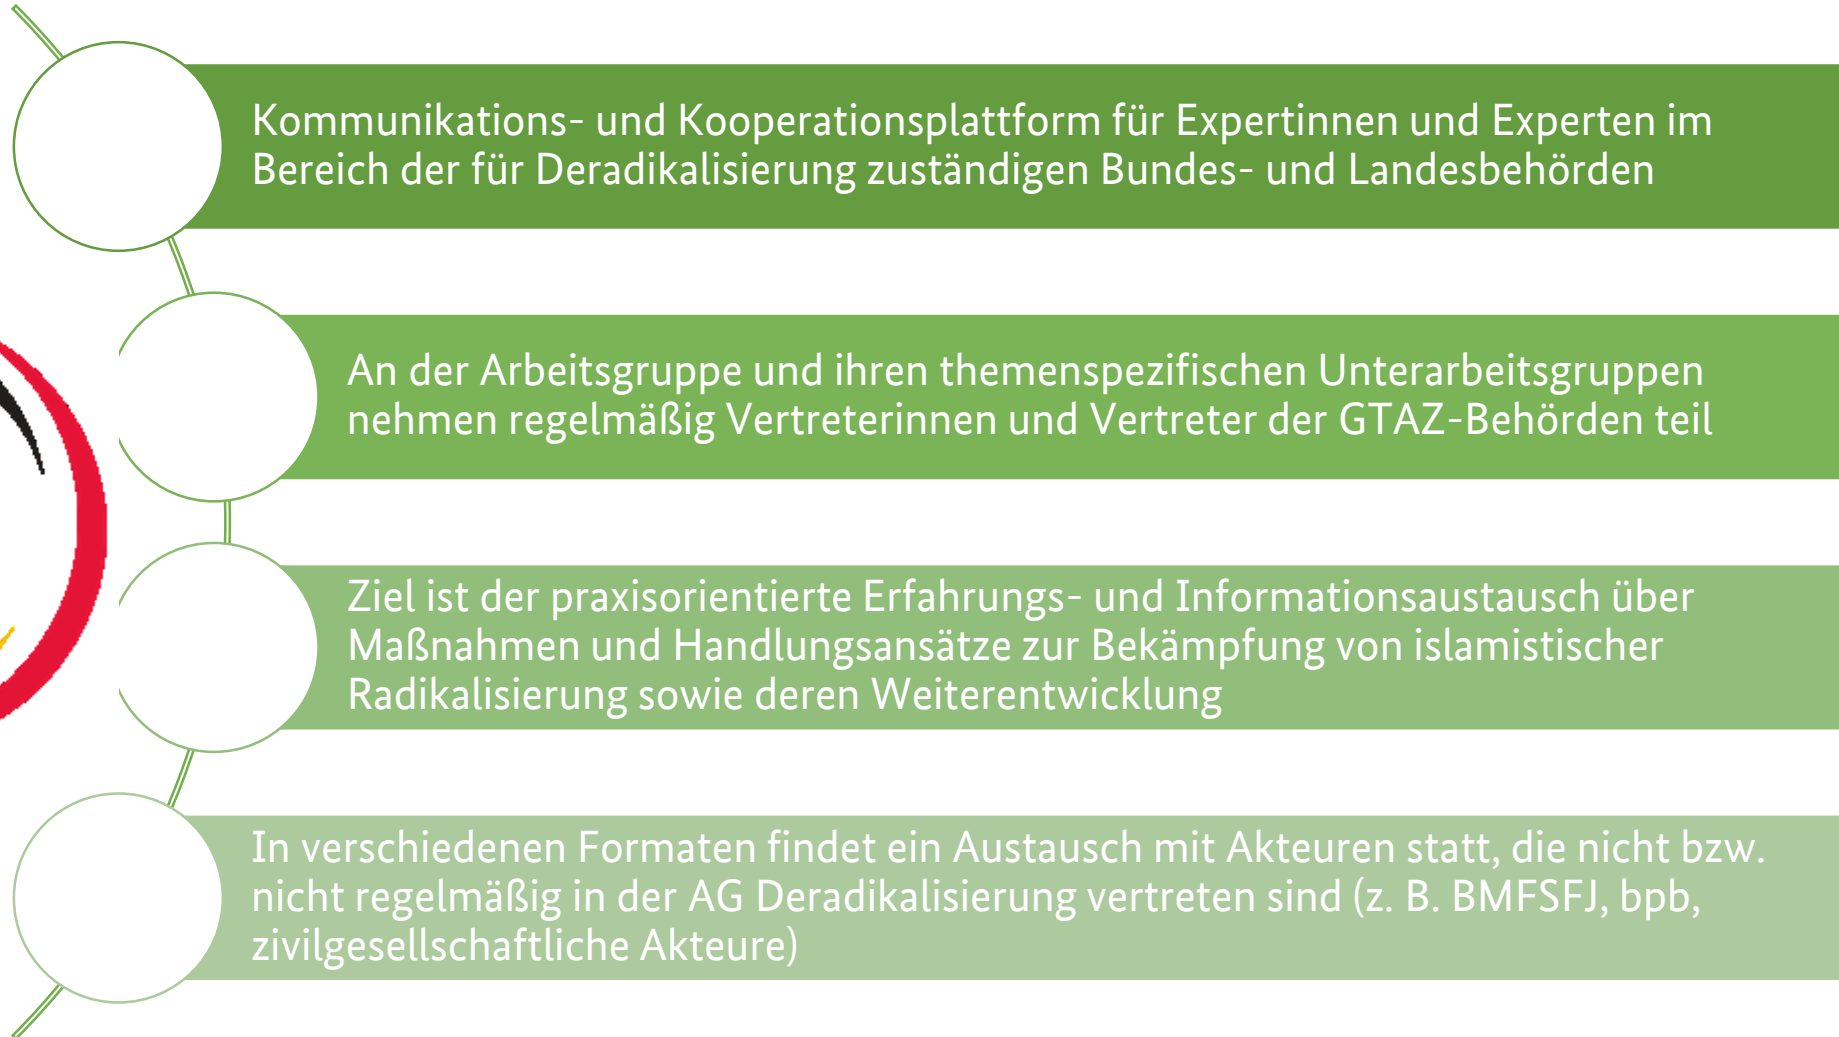 Kommunikations- und Kooperationsplattform für Expertinnen und Experten im
Bereich der für Deradikalisierung zuständigen Bundes- und Landesbehörden
An der Arbeitsgruppe und ihren themenspezifischen Unterarbeitsgruppen
nehmen regelmäßig Vertreterinnen und Vertreter der GTAZ-Behörden teil
Ziel ist der praxisorientierte Erfahrungs- und Informationsaustausch über
Maßnahmen und Handlungsansätze zur Bekämpfung von islamistischer
Radikalisierung sowie deren Weiterentwicklung
In verschiedenen Formaten findet ein Austausch mit Akteuren statt, die nicht bzw.
nicht regelmäßig in der AG Deradikalisierung vertreten sind (z. B. BMFSFJ, bpb,
zivilgesellschaftliche Akteure)